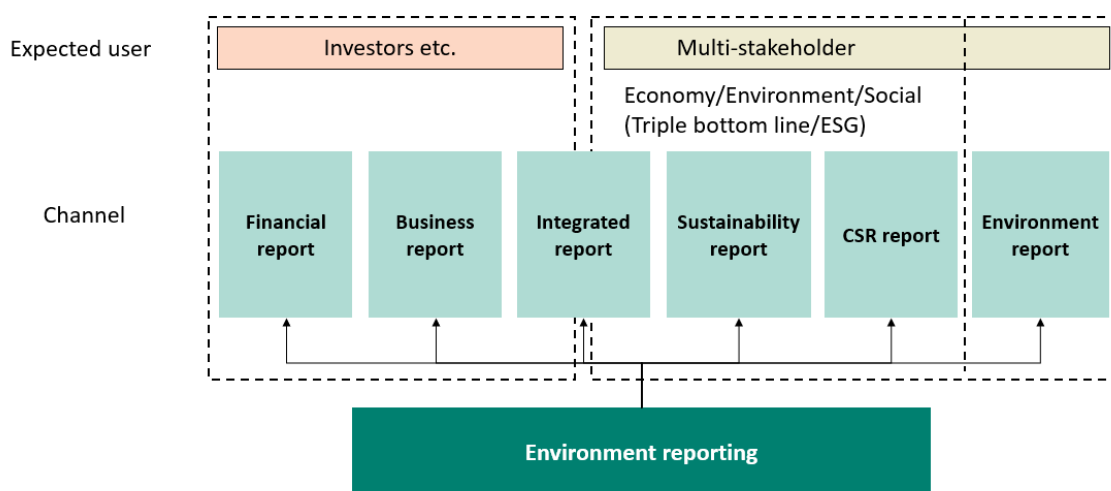 Expected user
Investors etc.
Multi-stakeholder
Economy/Environment/Social
(Triple bottom line/ESG)
Channel
Financial
report
Business
report
Integrated
report
Sustainability
report
CSR report
Environment
report
Environment reporting